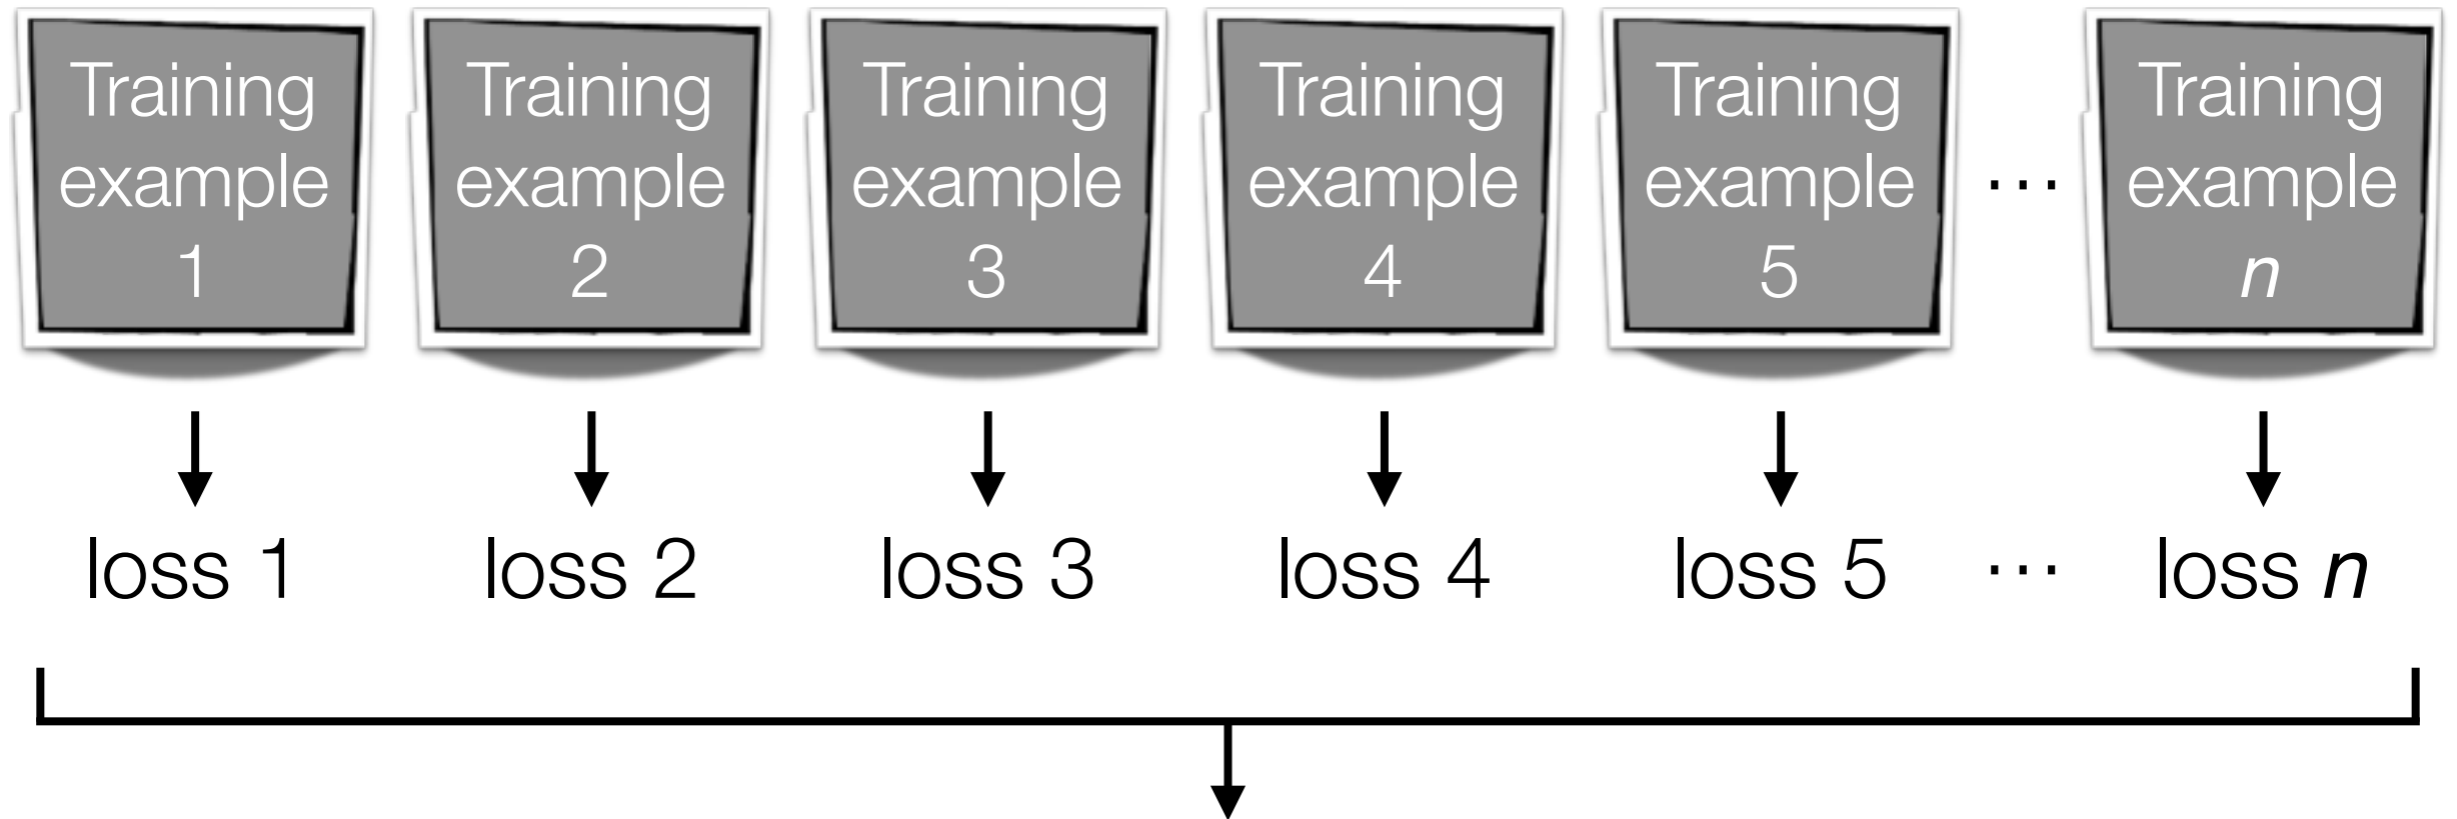 Training
example
1
Training
example
2
Training
example
3
Training
example
4
Training
example
5
...
Training
example
n
loss 1
loss 2
loss 3
loss 4
loss 5
...
loss n